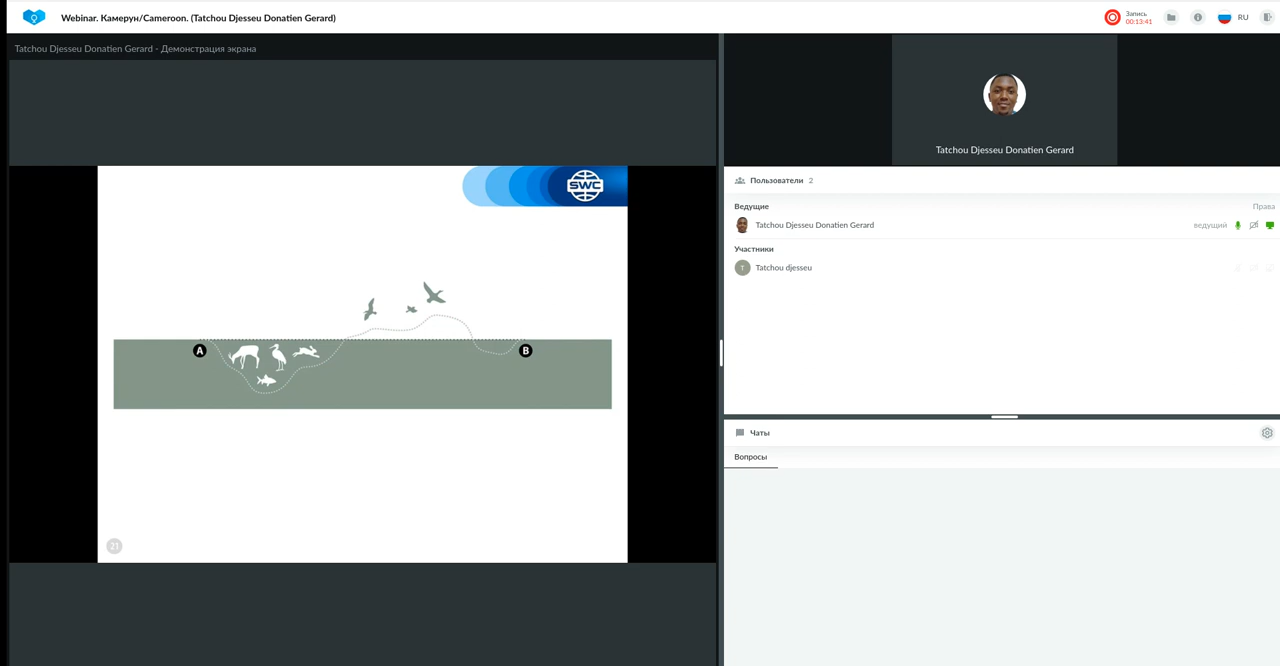 Webinar. Камерун/Cameroon. (Tatchou Djesseu Donatien Gerard)
Запись
00:13:41
RU
Tatchou Djesseu Donatien Gerard - Демонстрация экрана
SWC
A
B
21
Tatchou Djesseu Donatien Gerard
Пользователи 2
Ведущие Права
Tatchou Djesseu Donatien Gerard ведущий
Участники
T Tatchou djesseu
Чаты
Вопросы